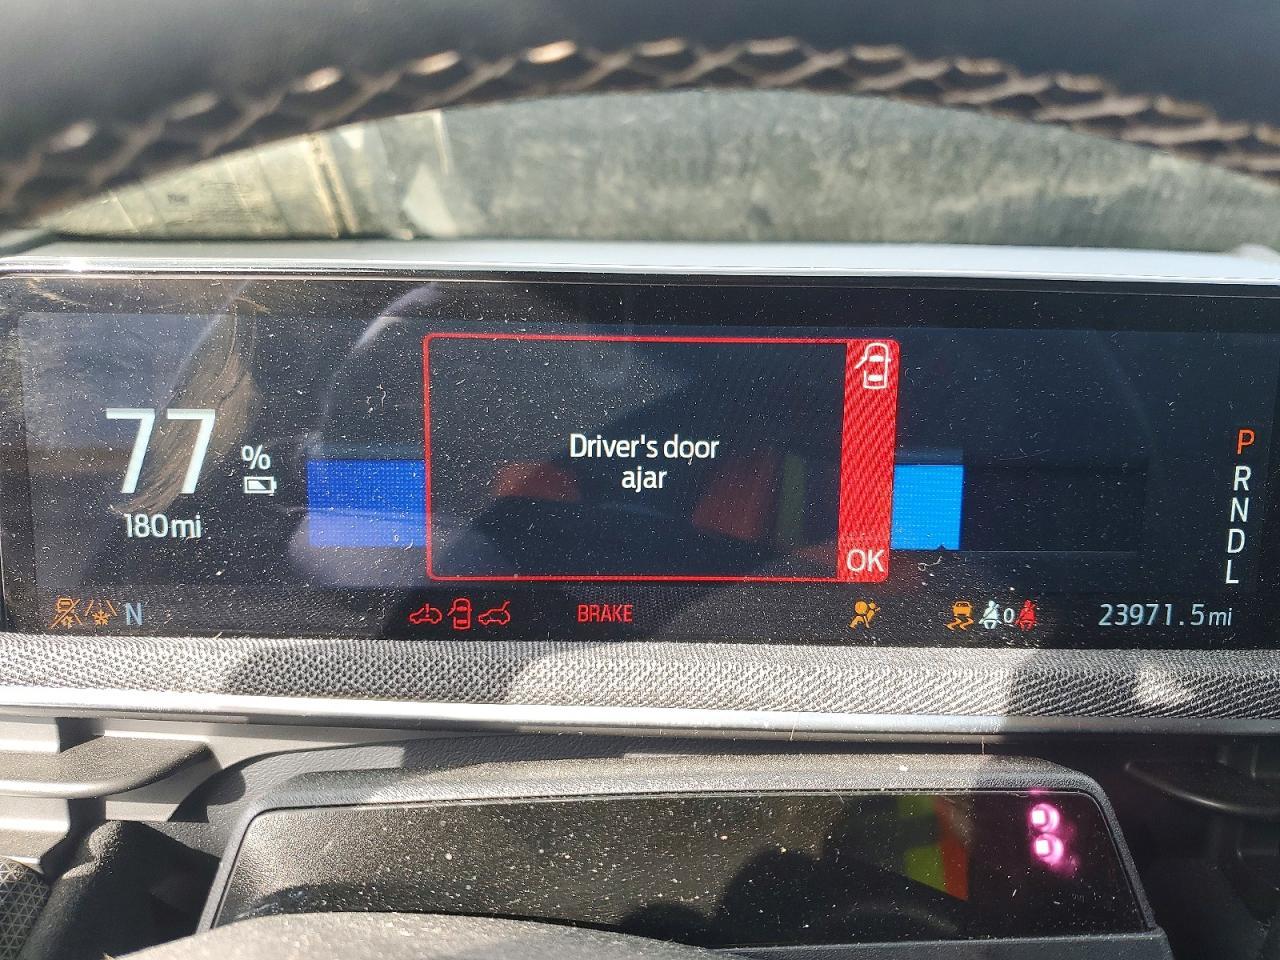 77 %
180mi
Driver's door
ajar
OK
P
R
N
D
L
N
BRAKE
0
23971.5mi